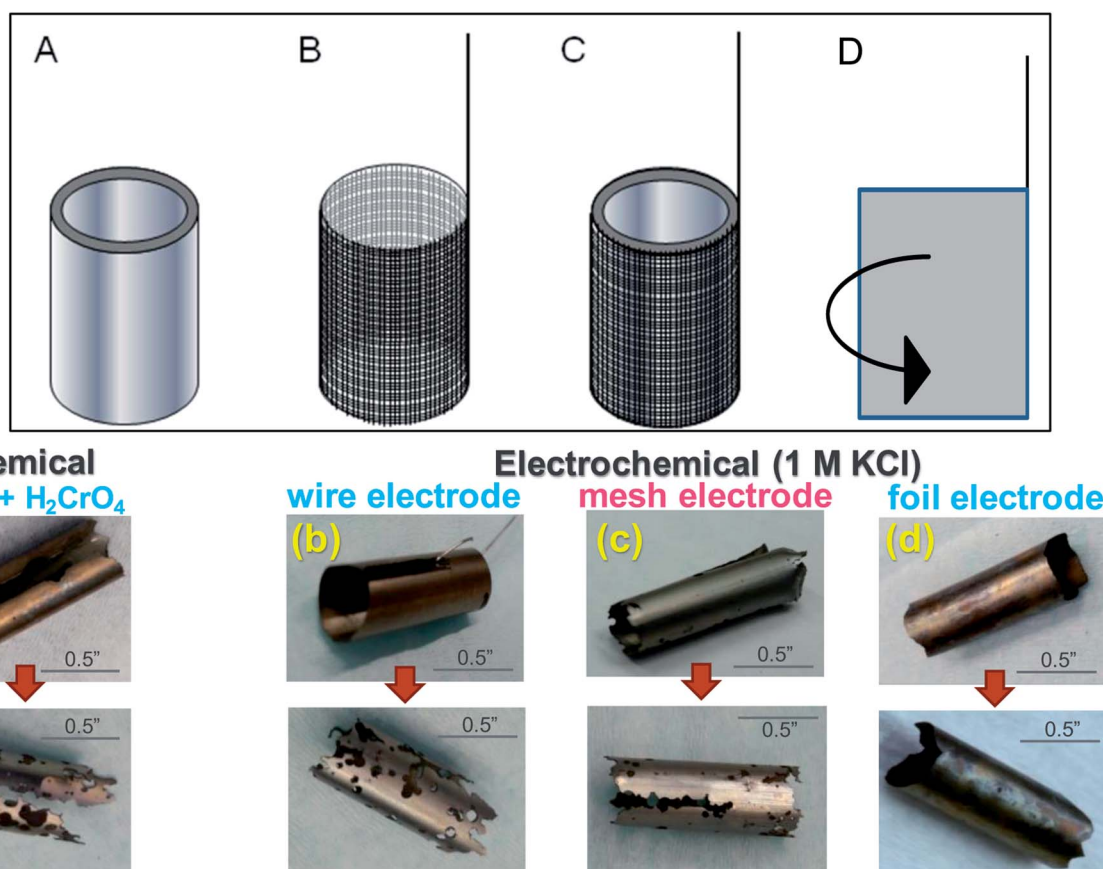 A B C D
emical Electrochemical (1 M KCl)
+ H₂CrO₄ wire electrode mesh electrode foil electrode
(b) (c) (d)
0.5” 0.5” 0.5” 0.5”
0.5” 0.5” 0.5” 0.5”